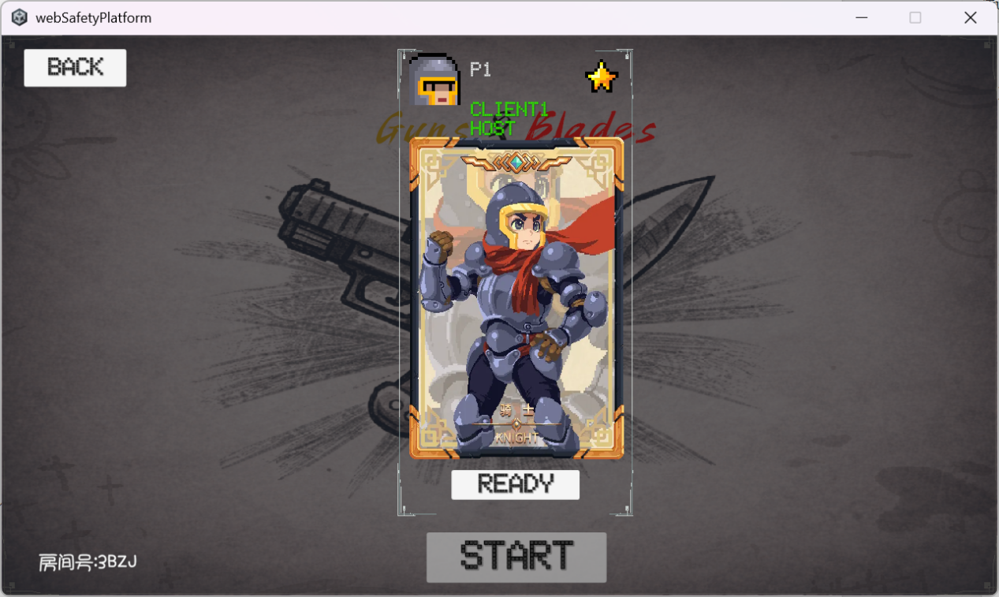 webSafetyPlatform
BACK
P1
CLIENT1
HOST
Guns & Blades
骑士
KNIGHT
READY
START
房间号:3BZJ